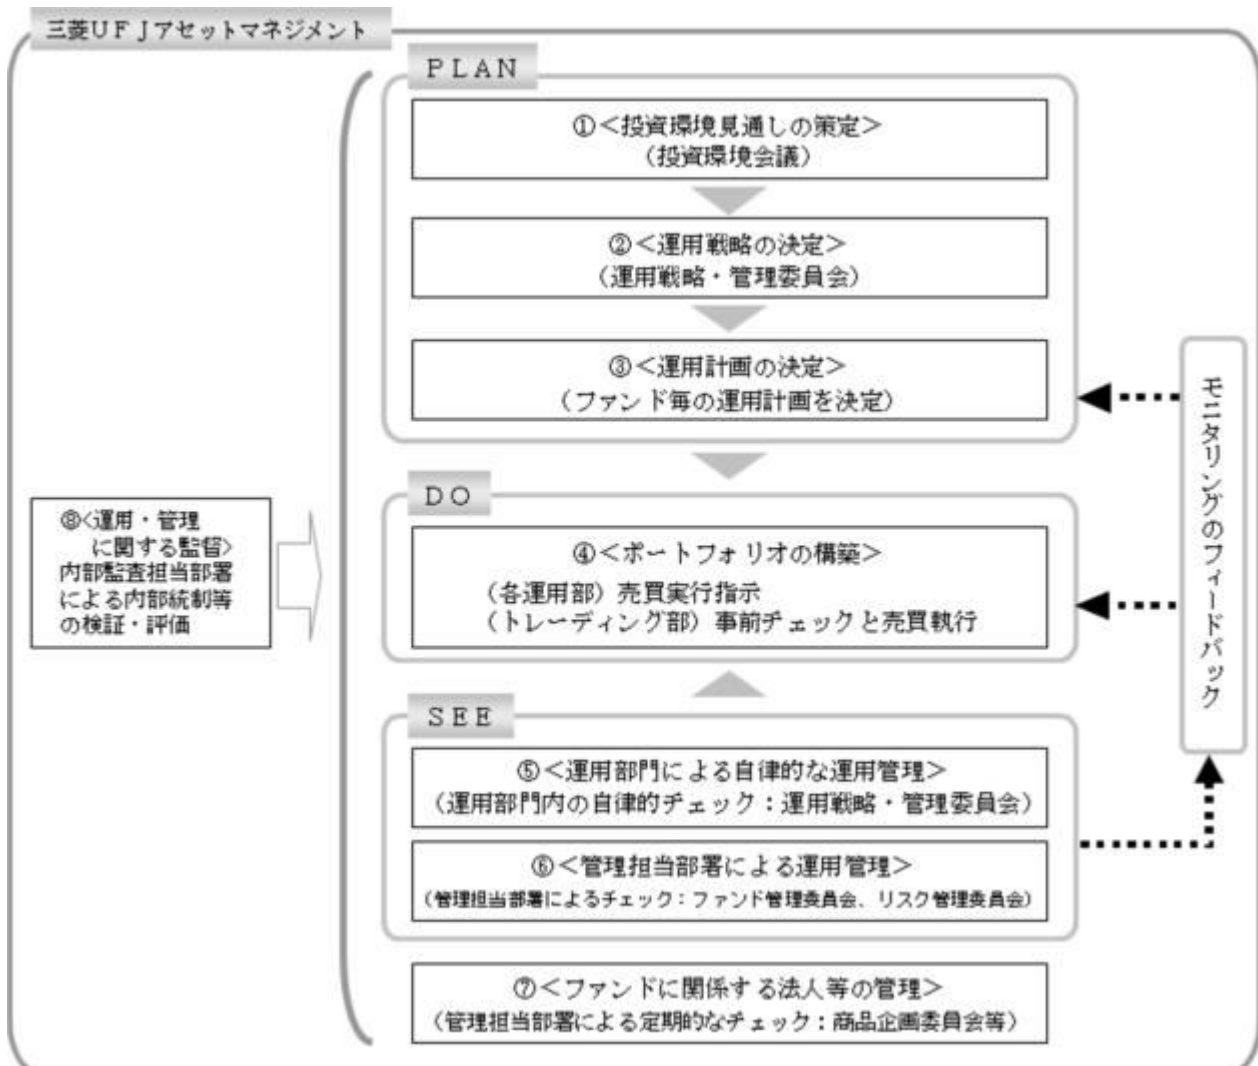 三菱UFJアセットマネジメント
PLAN
①＜投資環境見通しの策定＞
（投資環境会議）
②＜運用戦略の決定＞
（運用戦略・管理委員会）
③＜運用計画の決定＞
（ファンド毎の運用計画を決定）
DO
④＜ポートフォリオの構築＞
（各運用部）売買実行指示
（トレーディング部）事前チェックと売買執行
SEE
⑤＜運用部門による自律的な運用管理＞
（運用部門内の自律的チェック：運用戦略・管理委員会）
⑥＜管理担当部署による運用管理＞
（管理担当部署によるチェック：ファンド管理委員会、リスク管理委員会）
⑦＜ファンドに関係する法人等の管理＞
（管理担当部署による定期的なチェック：商品企画委員会等）
⑧<運用・管理
に関する監督>
内部監査担当部署
による内部統制等
の検証・評価
モニタリングのフィードバック